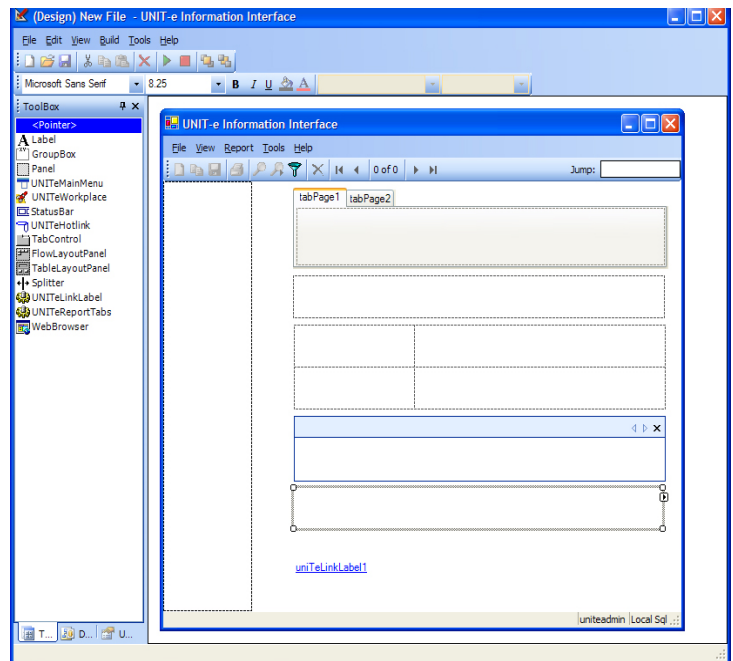 (Design) New File - UNIT-e Information Interface
File Edit View Build Tools Help
Microsoft Sans Serif 8.25 B I U A
ToolBox
<Pointer>
A Label
GroupBox
Panel
UNITeMainMenu
UNITeWorkplace
StatusBar
UNITeHotlink
TabControl
FlowLayoutPanel
TableLayoutPanel
Splitter
UNITeLinkLabel
UNITeReportTabs
WebBrowser
T... D... U...
UNIT-e Information Interface
File View Report Tools Help
0 of 0 Jump:
tabPage1 tabPage2
uniTeLinkLabel1
uniteadmin Local Sql